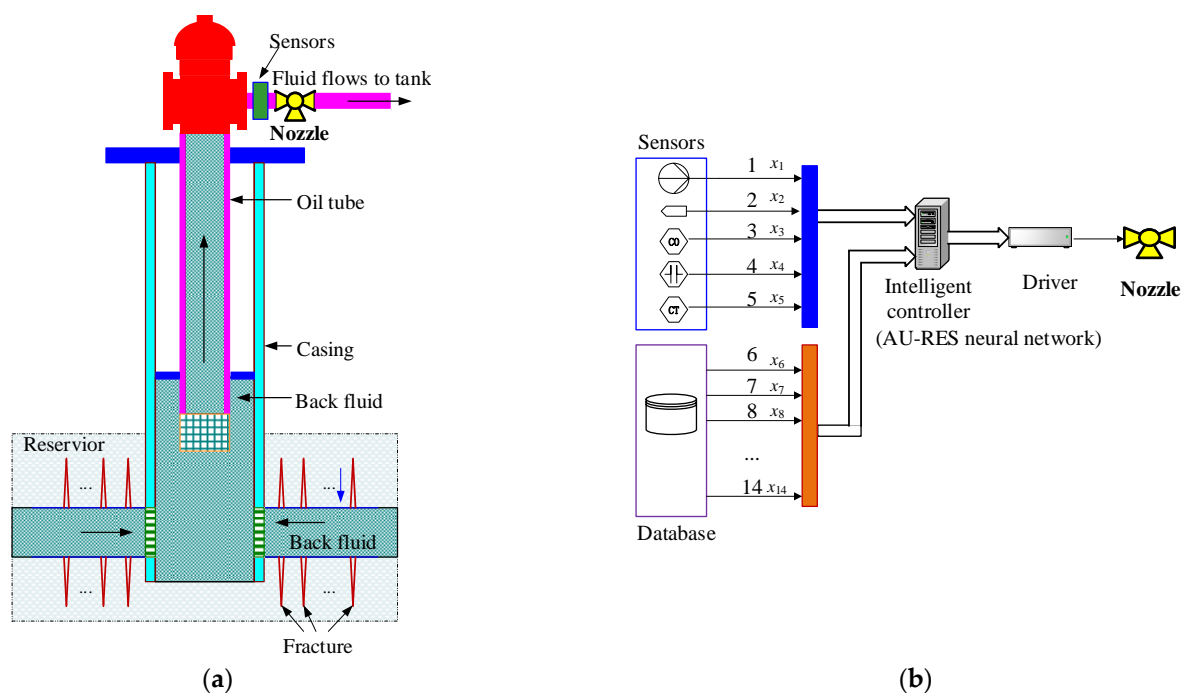 Sensors
Fluid flows to tank
Nozzle
Oil tube
Casing
Back fluid
Reservior
...
...
Back fluid
...
...
Fracture
(a)
Sensors
1 x1
2 x2
CO 3 x3
4 x4
CT 5 x5
6 x6
7 x7
8 x8
...
14 x14
Database
Intelligent
controller
(AU-RES neural network)
Driver
Nozzle
(b)